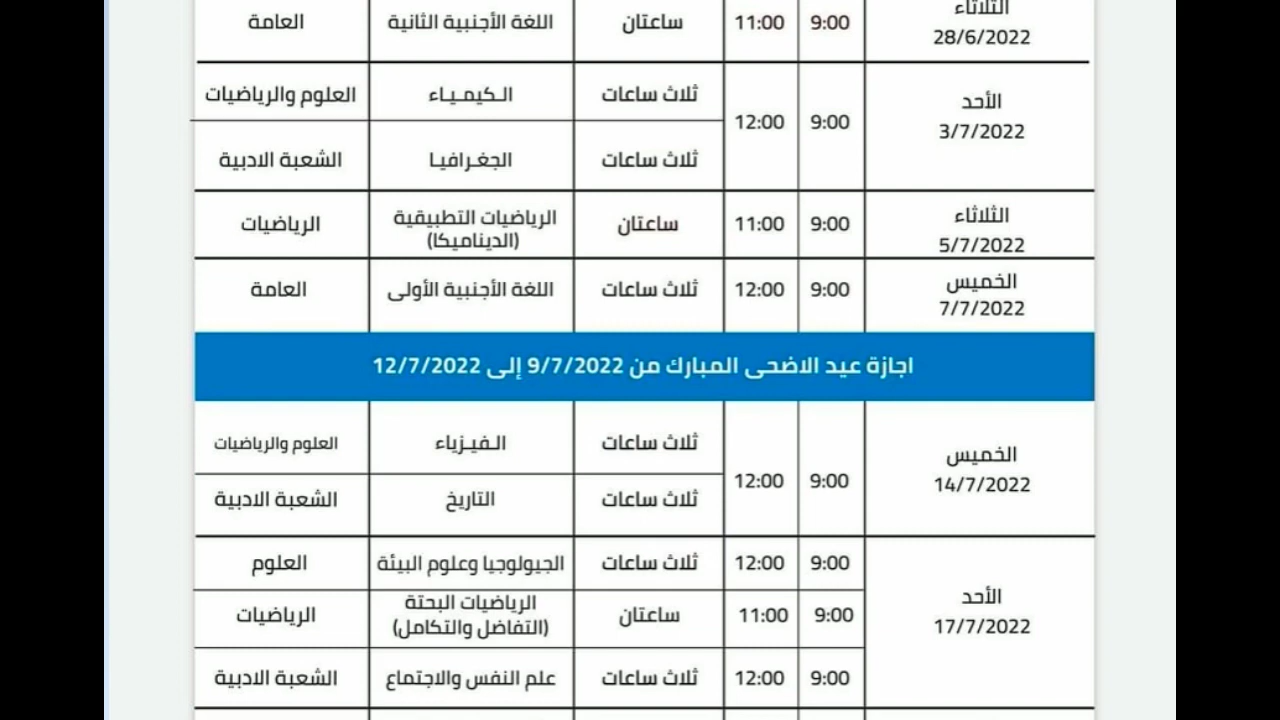 الثلاثاء 9:00 11:00 ساعتان اللغة الأجنبية الثانية العامة
28/6/2022
الأحد 9:00 12:00 ثلاث ساعات الـكيمـيـاء العلوم والرياضيات
3/7/2022
ثلاث ساعات الجغـرافيـا الشعبة الادبية
الثلاثاء 9:00 11:00 ساعتان الرياضيات التطبيقية الرياضيات
5/7/2022 (الديناميكا)
الخميس 9:00 12:00 ثلاث ساعات اللغة الأجنبية الأولى العامة
7/7/2022
اجازة عيد الاضحى المبارك من 9/7/2022 إلى 12/7/2022
الخميس 9:00 12:00 ثلاث ساعات الـفيـزياء العلوم والرياضيات
14/7/2022
ثلاث ساعات التاريخ الشعبة الادبية
الأحد 9:00 12:00 ثلاث ساعات الجيولوجيا وعلوم البيئة العلوم
17/7/2022
9:00 11:00 ساعتان الرياضيات البحتة الرياضيات
(التفاضل والتكامل)
9:00 12:00 ثلاث ساعات علم النفس والاجتماع الشعبة الادبية